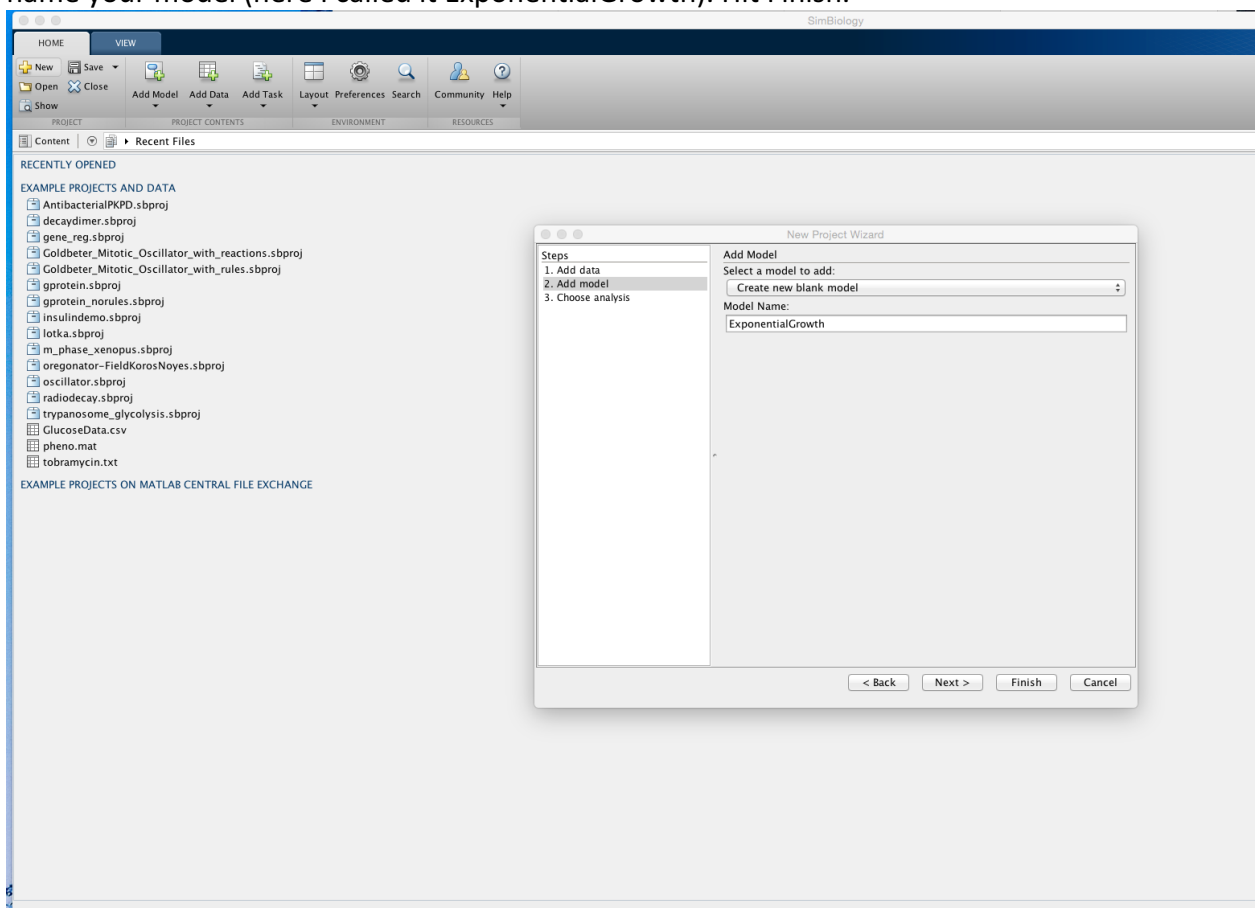 name your model (here I called it ExponentialGrowth). Hit Finish.
SimBiology
HOME VIEW
New Save
Open Close
Show
Add Model Add Data Add Task Layout Preferences Search Community Help
PROJECT PROJECT CONTENTS ENVIRONMENT RESOURCES
Content Recent Files
RECENTLY OPENED
EXAMPLE PROJECTS AND DATA
AntibacterialPKPD.sbproj
decaydimer.sbproj
gene_reg.sbproj
Goldbeter_Mitotic_Oscillator_with_reactions.sbproj
Goldbeter_Mitotic_Oscillator_with_rules.sbproj
gprotein.sbproj
gprotein_norules.sbproj
insulindemo.sbproj
lotka.sbproj
m_phase_xenopus.sbproj
oregonator-FieldKorosNoyes.sbproj
oscillator.sbproj
radiodecay.sbproj
trypanosome_glycolysis.sbproj
GlucoseData.csv
pheno.mat
tobramycin.txt
EXAMPLE PROJECTS ON MATLAB CENTRAL FILE EXCHANGE
New Project Wizard
Steps
1. Add data
2. Add model
3. Choose analysis
Add Model
Select a model to add:
Create new blank model
Model Name:
ExponentialGrowth
< Back Next > Finish Cancel